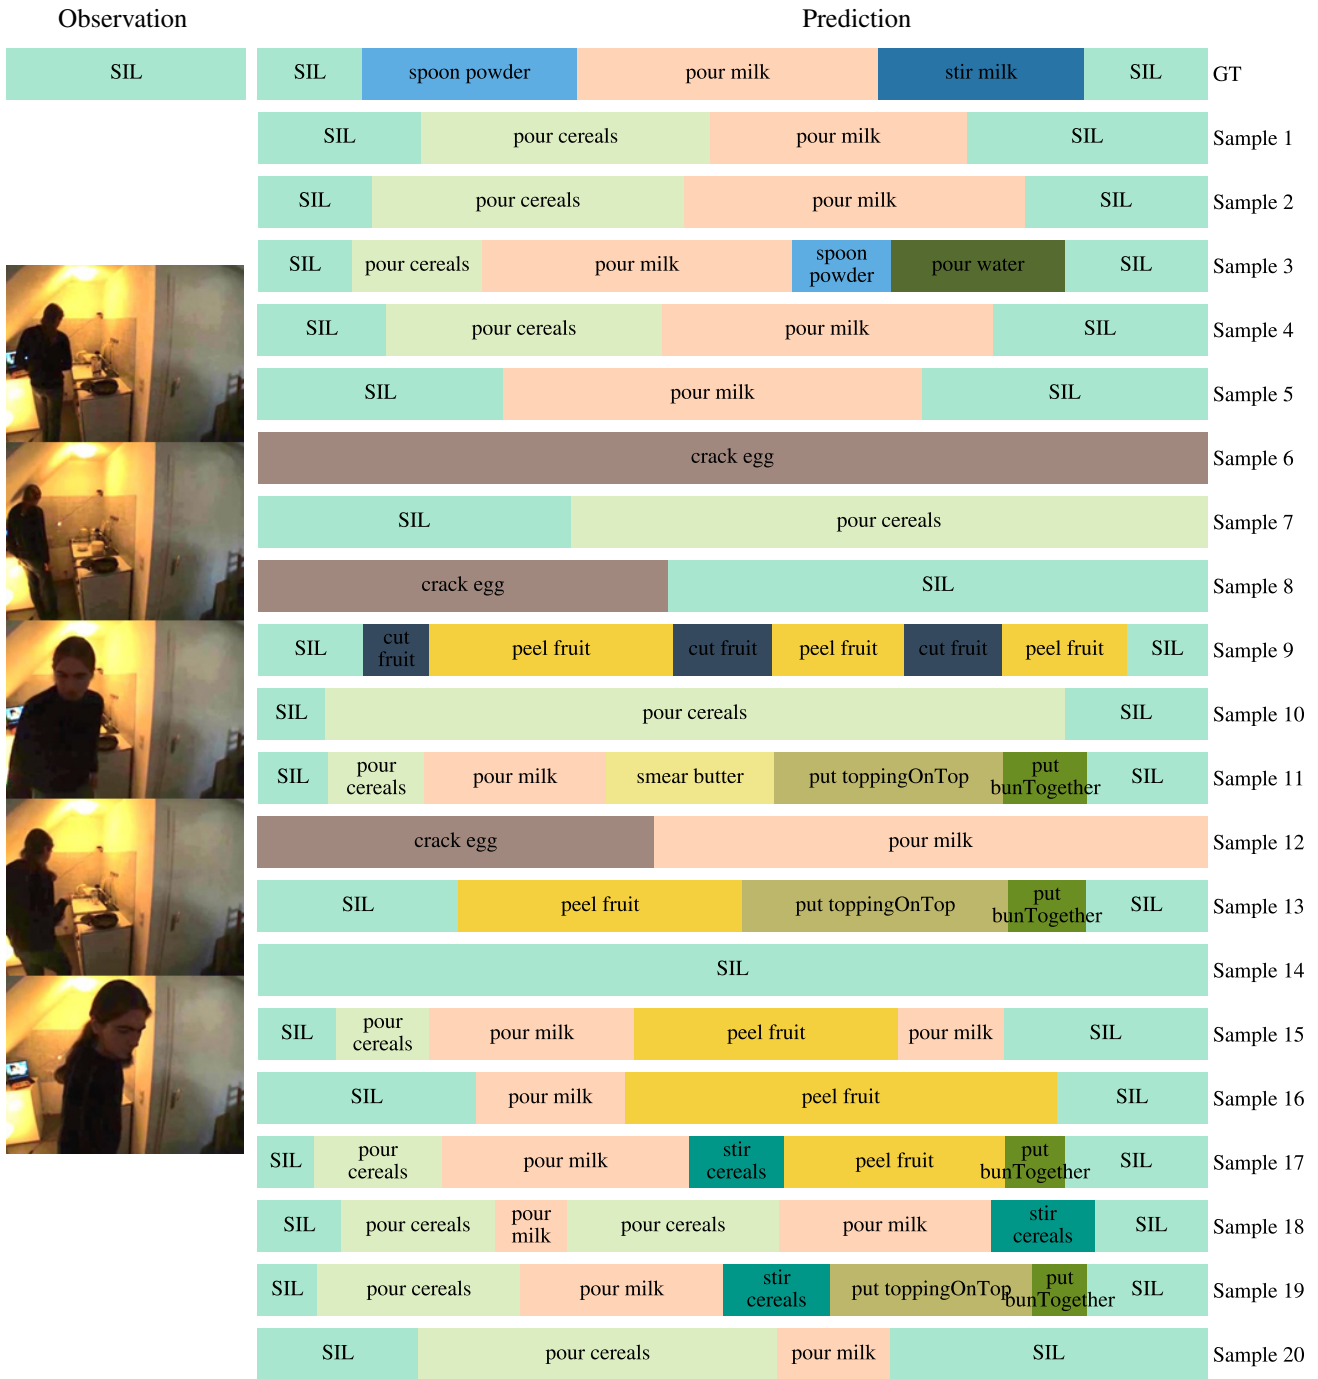 Observation Prediction
SIL SIL spoon powder pour milk stir milk SIL GT
SIL pour cereals pour milk SIL Sample 1
SIL pour cereals pour milk SIL Sample 2
SIL pour cereals pour milk spoon powder pour water SIL Sample 3
SIL pour cereals pour milk SIL Sample 4
SIL pour milk SIL Sample 5
crack egg Sample 6
SIL pour cereals Sample 7
crack egg SIL Sample 8
SIL cut fruit peel fruit cut fruit peel fruit cut fruit peel fruit SIL Sample 9
SIL pour cereals SIL Sample 10
SIL pour cereals pour milk smear butter put toppingOnTop put bunTogether SIL Sample 11
crack egg pour milk Sample 12
SIL peel fruit put toppingOnTop put bunTogether SIL Sample 13
SIL Sample 14
SIL pour cereals pour milk peel fruit pour milk SIL Sample 15
SIL pour milk peel fruit SIL Sample 16
SIL pour cereals pour milk stir cereals peel fruit put bunTogether SIL Sample 17
SIL pour cereals pour milk pour cereals pour milk stir cereals SIL Sample 18
SIL pour cereals pour milk stir cereals put toppingOnTop put bunTogether SIL Sample 19
SIL pour cereals pour milk SIL Sample 20